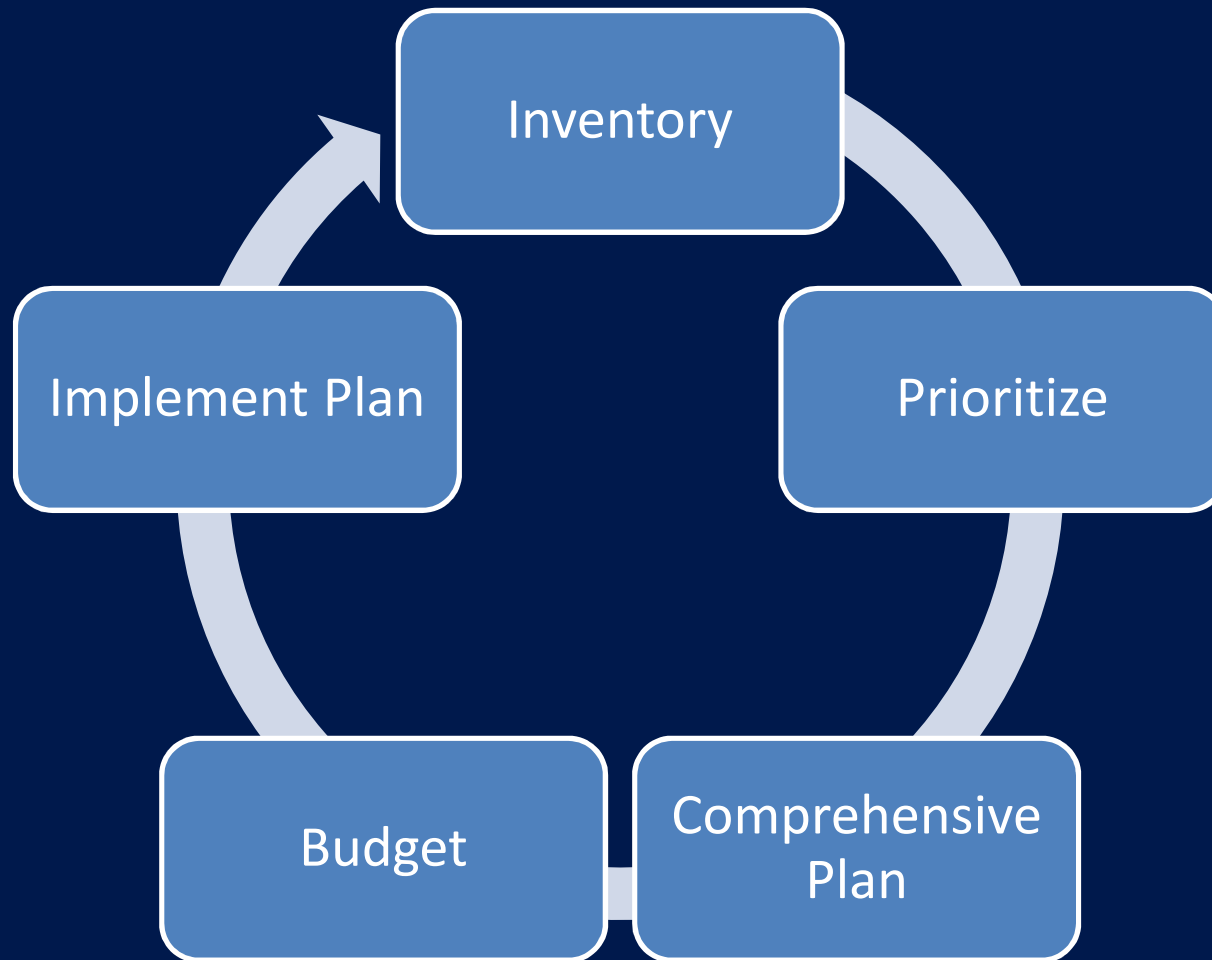 Inventory
Prioritize
Comprehensive
Plan
Budget
Implement Plan